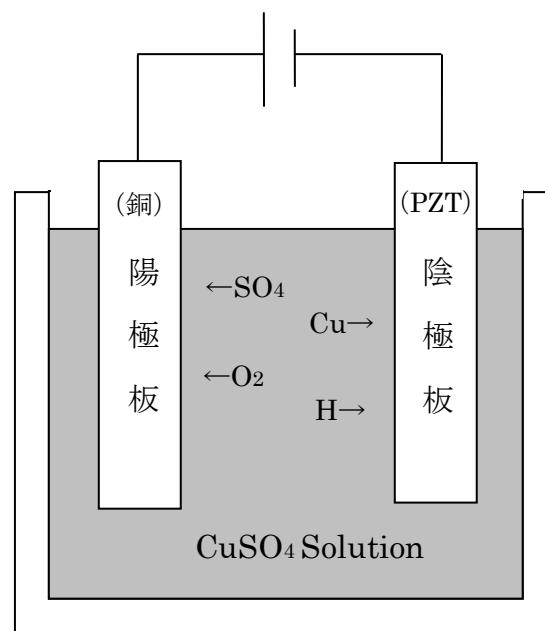 (銅)
陽
極
板
(PZT)
陰
極
板
←SO4
Cu→
←O2
H→
CuSO4 Solution